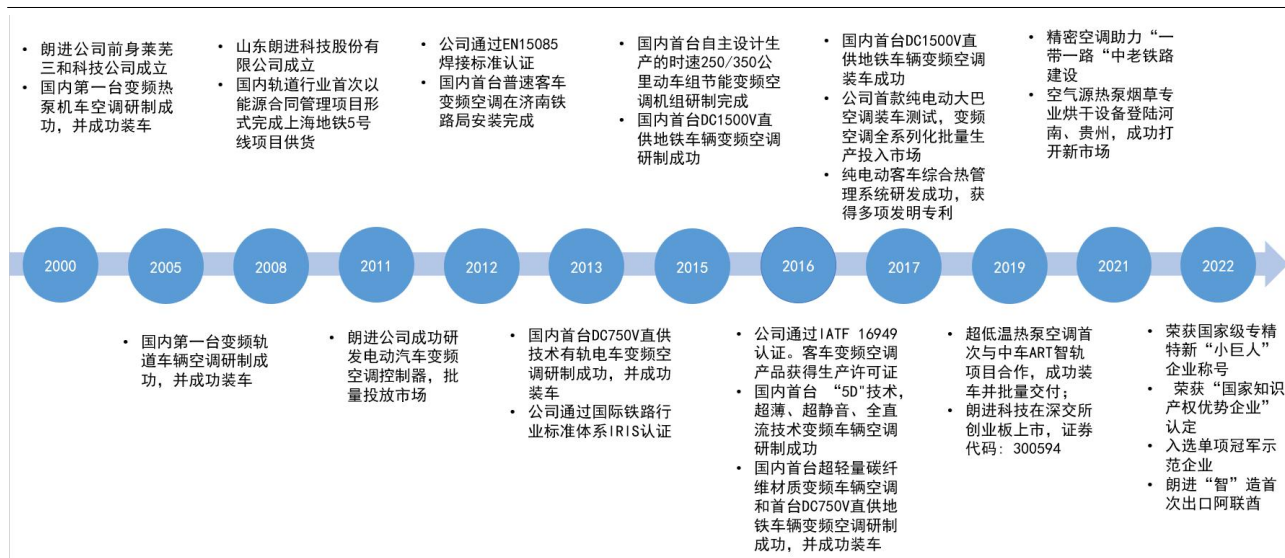 朗进公司前身莱芜
三和科技公司成立
国内第一台变频热
泵机车空调研制成
功，并成功装车
山东朗进科技股份有
限公司成立
国内轨道行业首次以
能源合同管理项目形
式完成上海地铁5号
线项目供货
公司通过EN15085
焊接标准认证
国内首台普速客车
变频空调在济南铁
路局安装完成
国内首台自主设计生
产的时速250/350公
里动车组节能变频空
调机组研制完成
国内首台DC1500V直
供地铁车辆变频空调
研制成功
国内首台DC1500V直
供地铁车辆变频空调
装车成功
公司首款纯电动大巴
空调装车测试，变频
空调全系列化批量生
产投入市场
纯电动客车综合热管
理系统研发成功，获
得多项发明专利
精密空调助力“一
带一路“中老铁路
建设
空气源热泵烟草专
业烘干设备登陆河
南、贵州，成功打
开新市场
2000
2005
2008
2011
2012
2013
2015
2016
2017
2019
2021
2022
国内第一台变频轨
道车辆空调研制成
功，并成功装车
朗进公司成功研
发电动汽车变频
空调控制器，批
量投放市场
国内首台DC750V直供
技术有轨电车变频空
调研制成功，并成功
装车
公司通过国际铁路行
业标准体系IRIS认证
公司通过IATF 16949
认证。客车变频空调
产品获得生产许可证
国内首台 “5D"技术，
超薄、超静音、全直
流技术变频车辆空调
研制成功
国内首台超轻量碳纤
维材质变频车辆空调
和首台DC750V直供地
铁车辆变频空调研制
成功，并成功装车
超低温热泵空调首
次与中车ART智轨
项目合作，成功装
车并批量交付；
朗进科技在深交所
创业板上市，证券
代码：300594
荣获国家级专精
特新“小巨人”
企业称号
荣获“国家知识
产权优势企业”
认定
入选单项冠军示
范企业
朗进“智”造首
次出口阿联酋